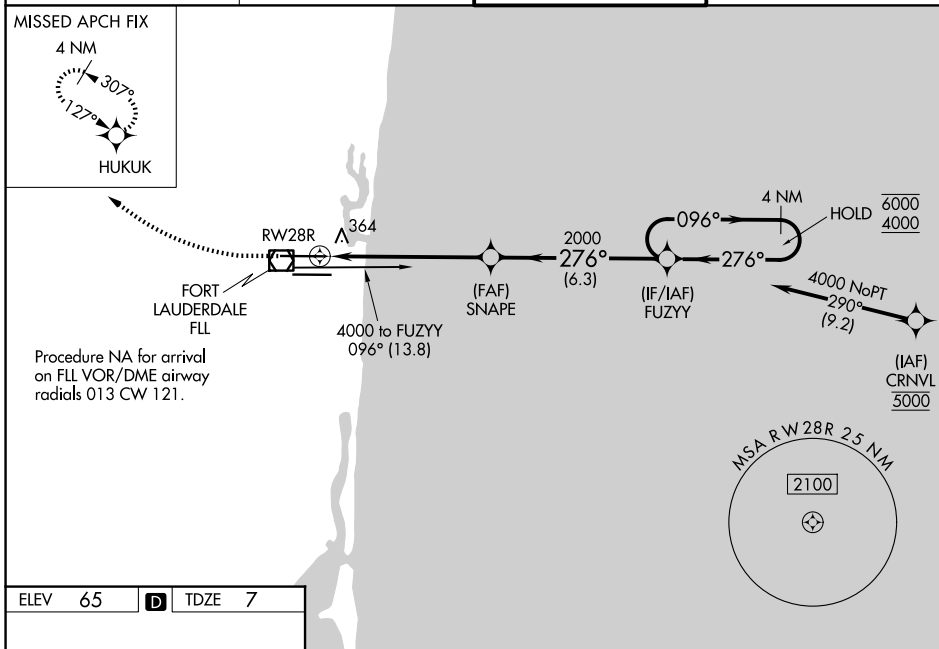 MISSED APCH FIX
4 NM
307°
127°
HUKUK
RW28R
364
FORT
LAUDERDALE
FLL
4000 to FUZYY
096° (13.8)
Procedure NA for arrival
on FLL VOR/DME airway
radials 013 CW 121.
(FAF)
SNAPE
2000
276°
(6.3)
(IF/IAF)
FUZYY
096°
276°
4 NM
HOLD
6000
4000
4000 NoPT
290°
(9.2)
(IAF)
CRNVL
5000
MSA RW28R 25 NM
2100
ELEV 65 D TDZE 7